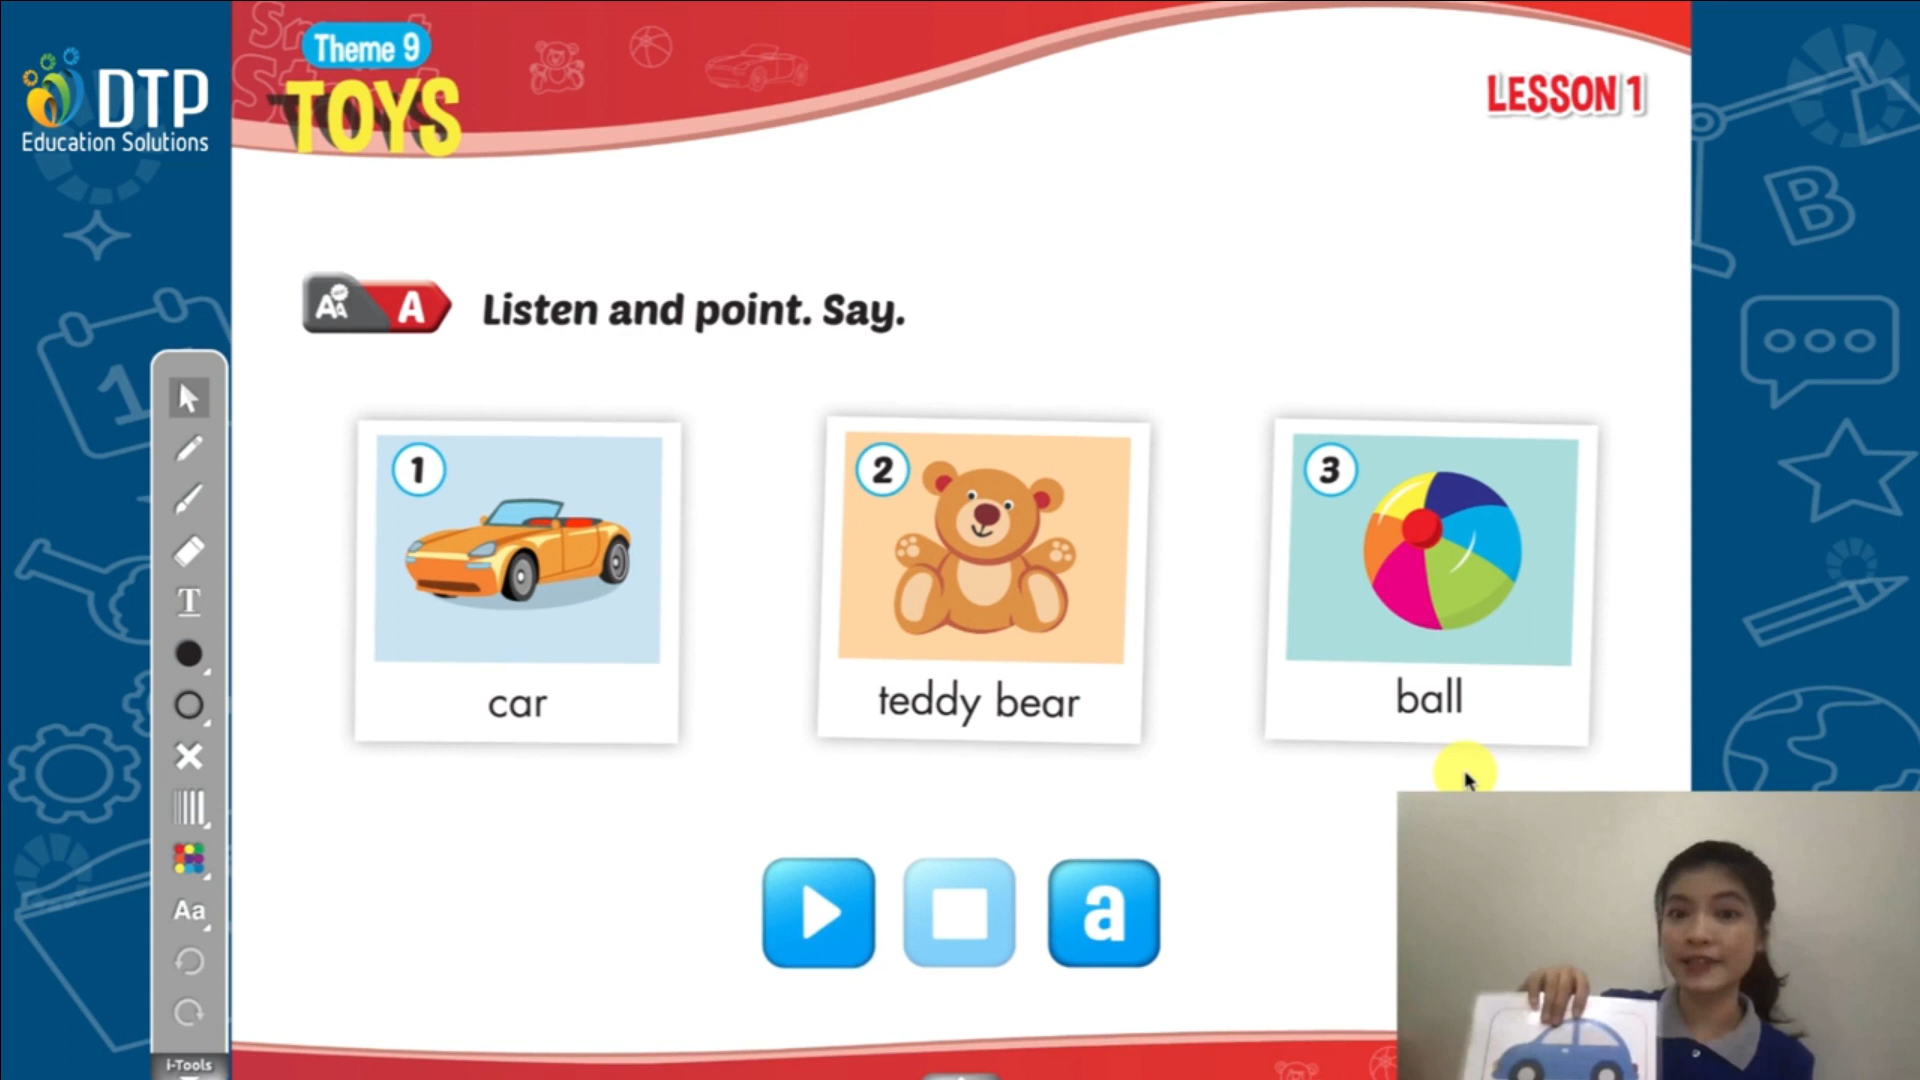 DTP
Education Solutions
Theme 9
TOYS
LESSON 1
A
Listen and point. Say.
1
2
3
car
teddy bear
ball
a
T
Aa
i-Tools
B
1